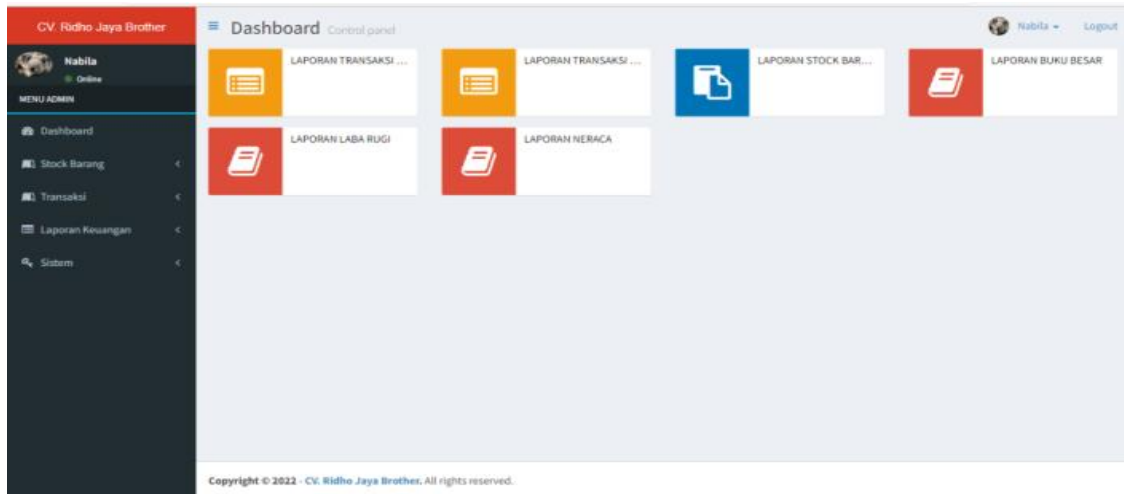 CV. Ridho Jaya Brother
Dashboard Control panel
Nabila
Logout
Nabila
Online
MENU ADMIN
Dashboard
Stock Barang
Transaksi
Laporan Keuangan
Sistem
LAPORAN TRANSAKSI ...
LAPORAN TRANSAKSI ...
LAPORAN STOCK BAR...
LAPORAN BUKU BESAR
LAPORAN LABA RUGI
LAPORAN NERACA
Copyright © 2022 - CV. Ridho Jaya Brother. All rights reserved.